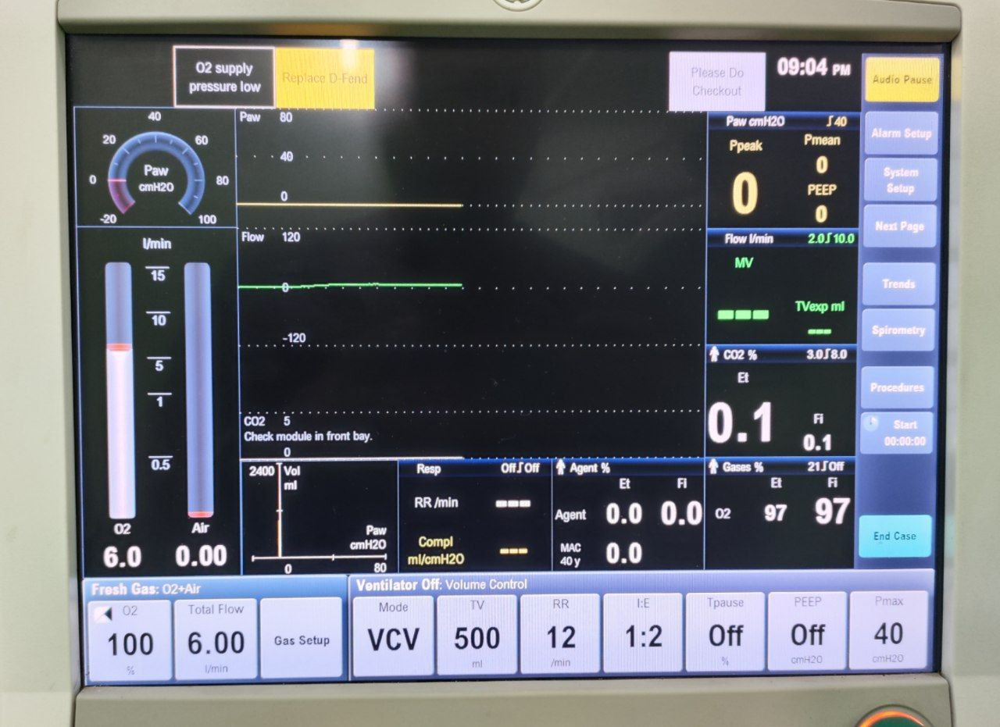 O2 supply
pressure low
Replace D-Fend
Please Do
Checkout
09:04 PM
Audio Pause
40
20
60
Paw
cmH2O
0
80
-20
100
Paw 80
40
0
Paw cmH2O 40
Ppeak
Pmean
0
0
PEEP
0
Alarm Setup
System
Setup
Next Page
l/min
15
10
5
1
0.5
O2 Air
6.0 0.00
Flow 120
0
-120
Flow l/min 2.0 10.0
MV
---
TVexp ml
---
Trends
Spirometry
CO2 5
Check module in front bay.
0
CO2 % 3.0 8.0
Et
0.1
Fi
0.1
Procedures
Start
00:00:00
2400 Vol
ml
Paw
cmH2O
0 80
Resp Off Off
RR /min ---
Compl
ml/cmH2O ---
Agent %
Et Fi
Agent 0.0 0.0
MAC
40 y 0.0
Gases % 21 Off
Et Fi
O2 97 97
End Case
Fresh Gas: O2+Air
O2
100
%
Total Flow
6.00
l/min
Gas Setup
Ventilator Off: Volume Control
Mode
VCV
TV
500
ml
RR
12
/min
I:E
1:2
Tpause
Off
%
PEEP
Off
cmH2O
Pmax
40
cmH2O